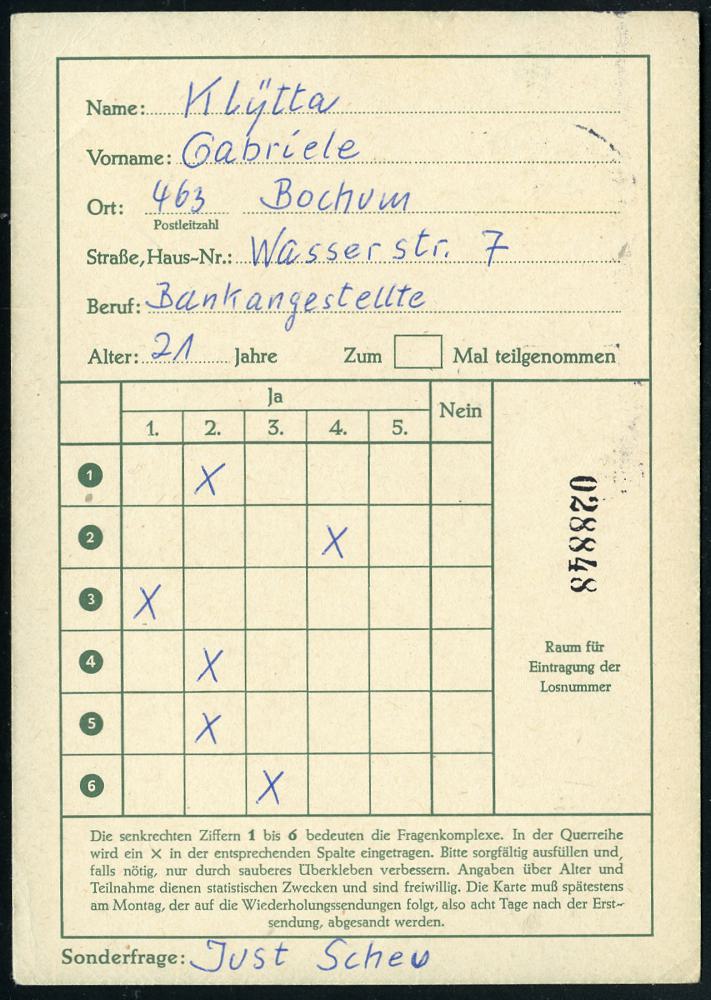 Name: Klÿtta
Vorname: Gabriele
Ort: 463 Bochum
Postleitzahl
Straße, Haus-Nr.: Wasserstr. 7
Beruf: Bankangestellte
Alter: 21 Jahre Zum Mal teilgenommen
Ja Nein
1. 2. 3. 4. 5.
1 X
2 X
3 X
4 X
5 X
6 X
028848
Raum für
Eintragung der
Losnummer
Die senkrechten Ziffern 1 bis 6 bedeuten die Fragenkomplexe. In der Querreihe
wird ein × in der entsprechenden Spalte eingetragen. Bitte sorgfältig ausfüllen und,
falls nötig, nur durch sauberes Überkleben verbessern. Angaben über Alter und
Teilnahme dienen statistischen Zwecken und sind freiwillig. Die Karte muß spätestens
am Montag, der auf die Wiederholungssendungen folgt, also acht Tage nach der Erst-
sendung, abgesandt werden.
Sonderfrage: Just Scheu